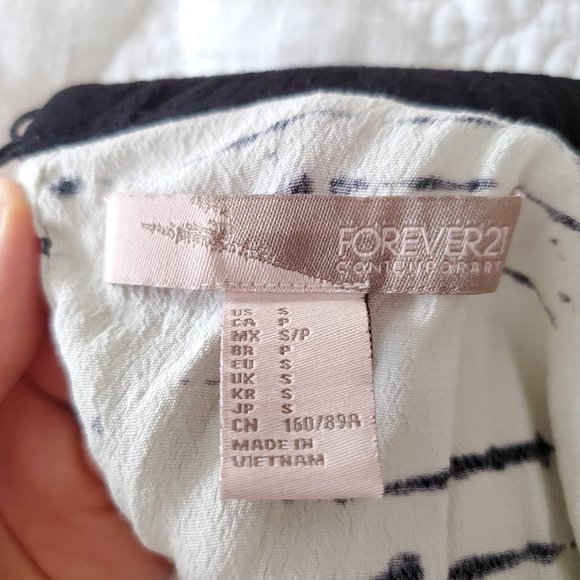 FOREVER21
CONTEMPORARY
US S
CA P
MX S/P
BR P
EU S
UK S
KR S
JP S
CN 160/89A
MADE IN
VIETNAM